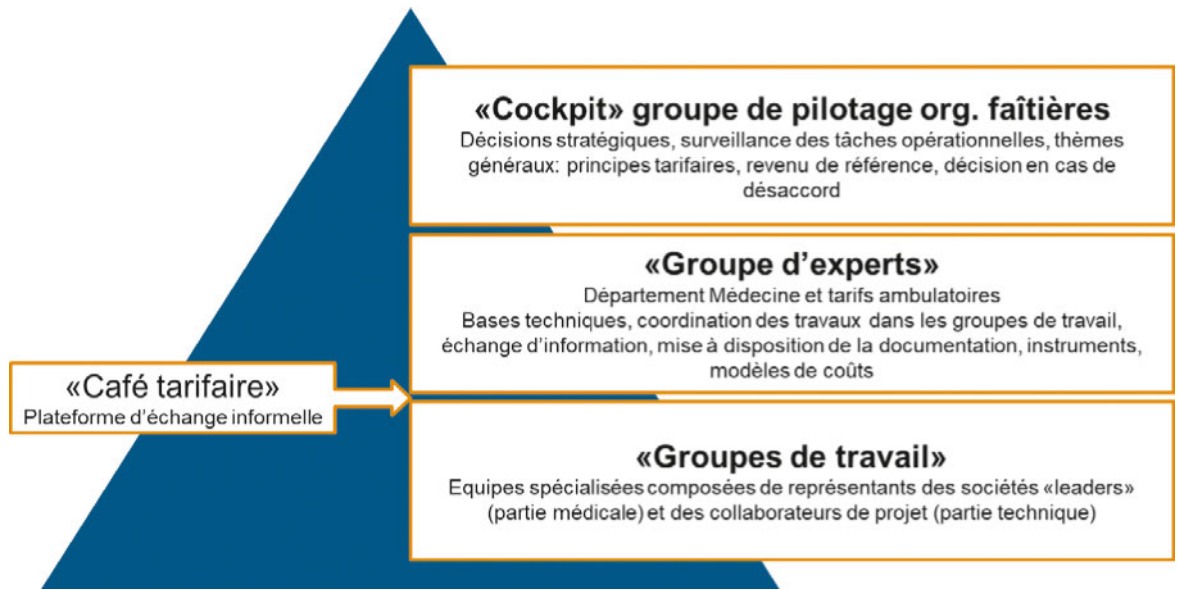 «Cockpit» groupe de pilotage org. faîtières
Décisions stratégiques, surveillance des tâches opérationnelles, thèmes
généraux: principes tarifaires, revenu de référence, décision en cas de
désaccord
«Groupe d’experts»
Département Médecine et tarifs ambulatoires
Bases techniques, coordination des travaux dans les groupes de travail,
échange d’information, mise à disposition de la documentation, instruments,
modèles de coûts
«Café tarifaire»
Plateforme d’échange informelle
«Groupes de travail»
Equipes spécialisées composées de représentants des sociétés «leaders»
(partie médicale) et des collaborateurs de projet (partie technique)